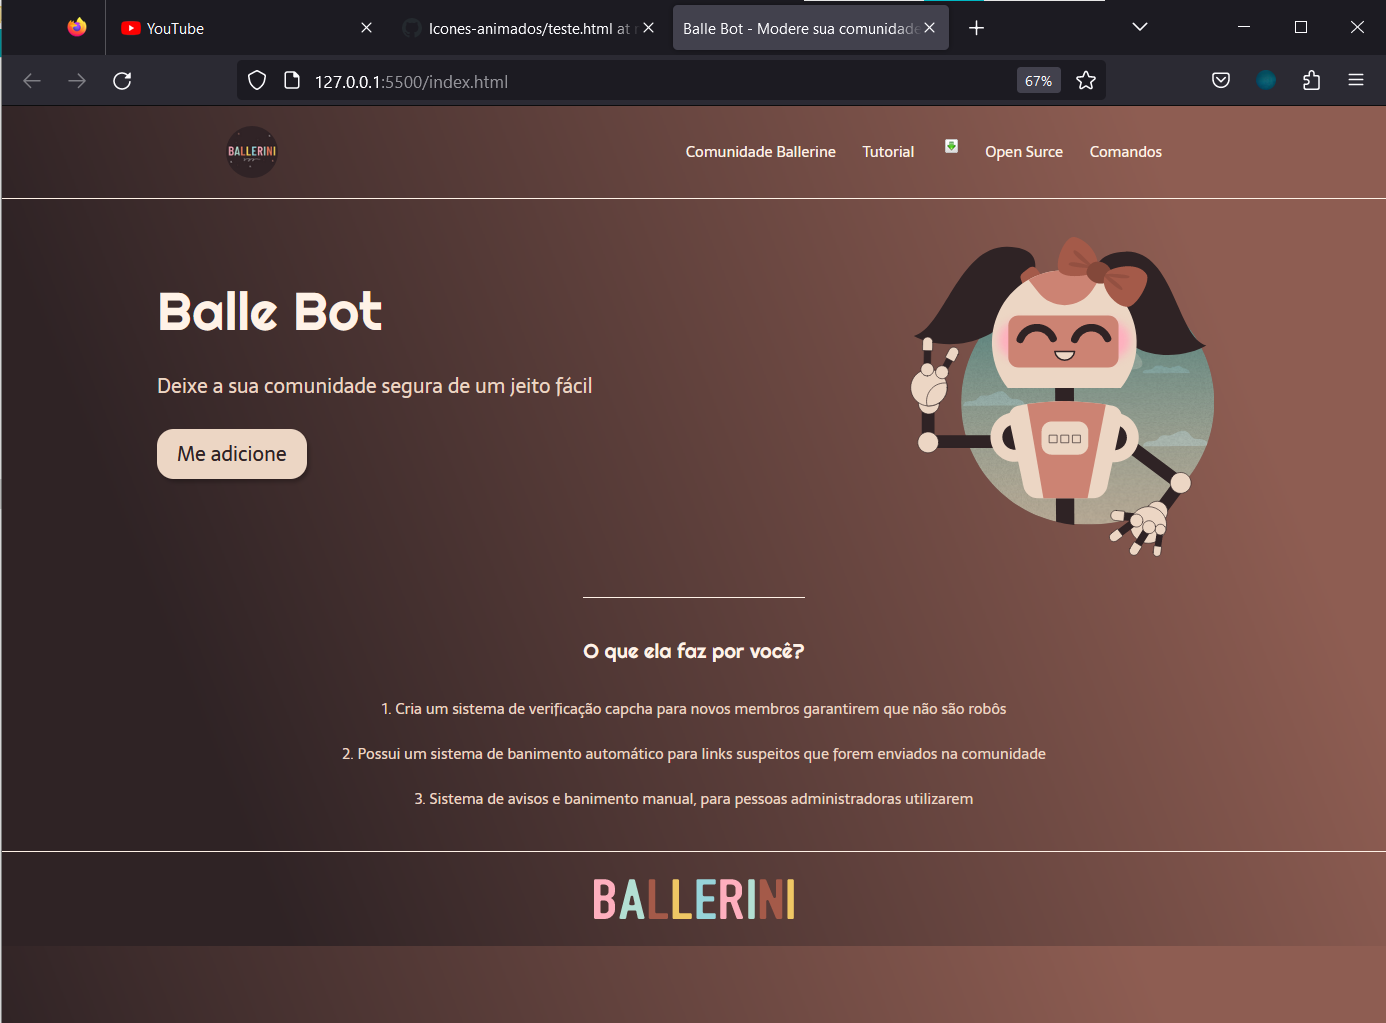 YouTube
Icones-animados/teste.html at
Balle Bot - Modere sua comunidade
127.0.0.1:5500/index.html
67%
BALLERINI
Comunidade Ballerine
Tutorial
Open Surce
Comandos
Balle Bot
Deixe a sua comunidade segura de um jeito fácil
Me adicione
O que ela faz por você?
1. Cria um sistema de verificação capcha para novos membros garantirem que não são robôs
2. Possui um sistema de banimento automático para links suspeitos que forem enviados na comunidade
3. Sistema de avisos e banimento manual, para pessoas administradoras utilizarem
BALLERINI